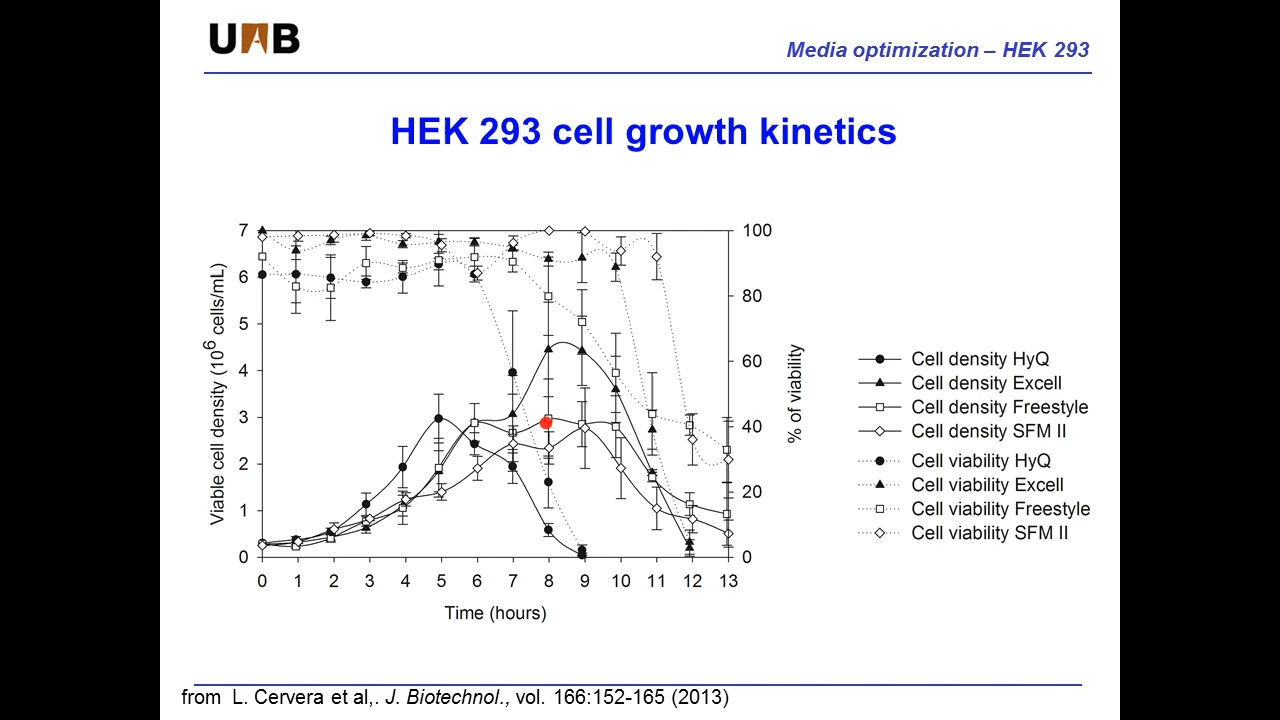 UAB
Media optimization – HEK 293
HEK 293 cell growth kinetics
7
6
5
4
3
2
1
0
Viable cell density (10^6 cells/mL)
100
80
60
40
20
0
% of viability
0 1 2 3 4 5 6 7 8 9 10 11 12 13
Time (hours)
Cell density HyQ
Cell density Excell
Cell density Freestyle
Cell density SFM II
Cell viability HyQ
Cell viability Excell
Cell viability Freestyle
Cell viability SFM II
from L. Cervera et al,. J. Biotechnol., vol. 166:152-165 (2013)